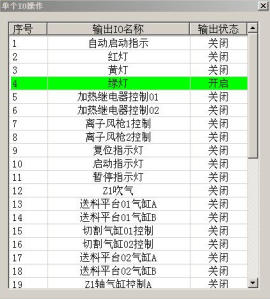 单个IO操作
序号 输出IO名称 输出状态
1 自动启动指示 关闭
2 红灯 关闭
3 黄灯 关闭
4 绿灯 开启
5 加热继电器控制01 关闭
6 加热继电器控制02 关闭
7 离子风枪1控制 关闭
8 离子风枪2控制 关闭
9 复位指示灯 关闭
10 启动指示灯 关闭
11 暂停指示灯 关闭
12 Z1吹气 关闭
13 送料平台01气缸A 关闭
14 送料平台01气缸B 关闭
15 切割气缸01控制 关闭
16 切割气缸02控制 关闭
17 送料平台02气缸A 关闭
18 送料平台02气缸B 关闭
19 Z1轴气缸控制A 关闭